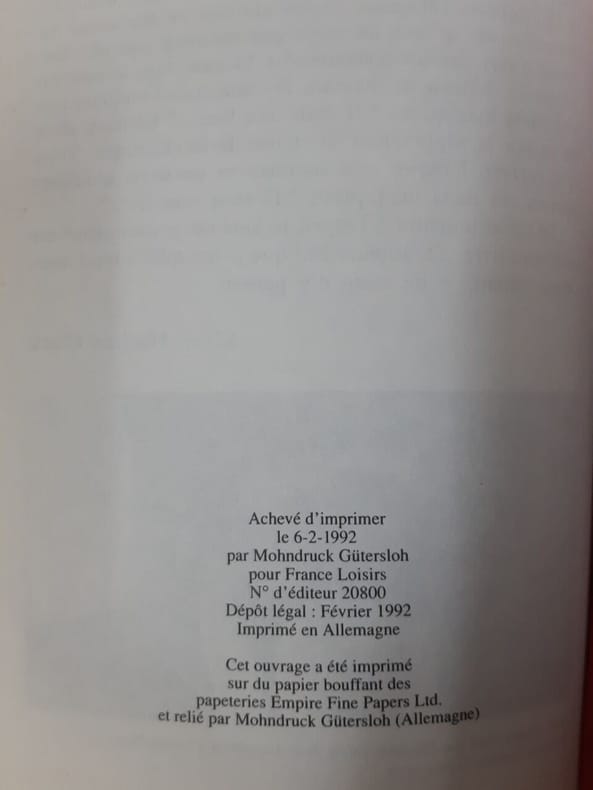 Achevé d'imprimer
le 6-2-1992
par Mohndruck Gütersloh
pour France Loisirs
N° d'éditeur 20800
Dépôt légal : Février 1992
Imprimé en Allemagne
Cet ouvrage a été imprimé
sur du papier bouffant des
papeteries Empire Fine Papers Ltd.
et relié par Mohndruck Gütersloh (Allemagne)